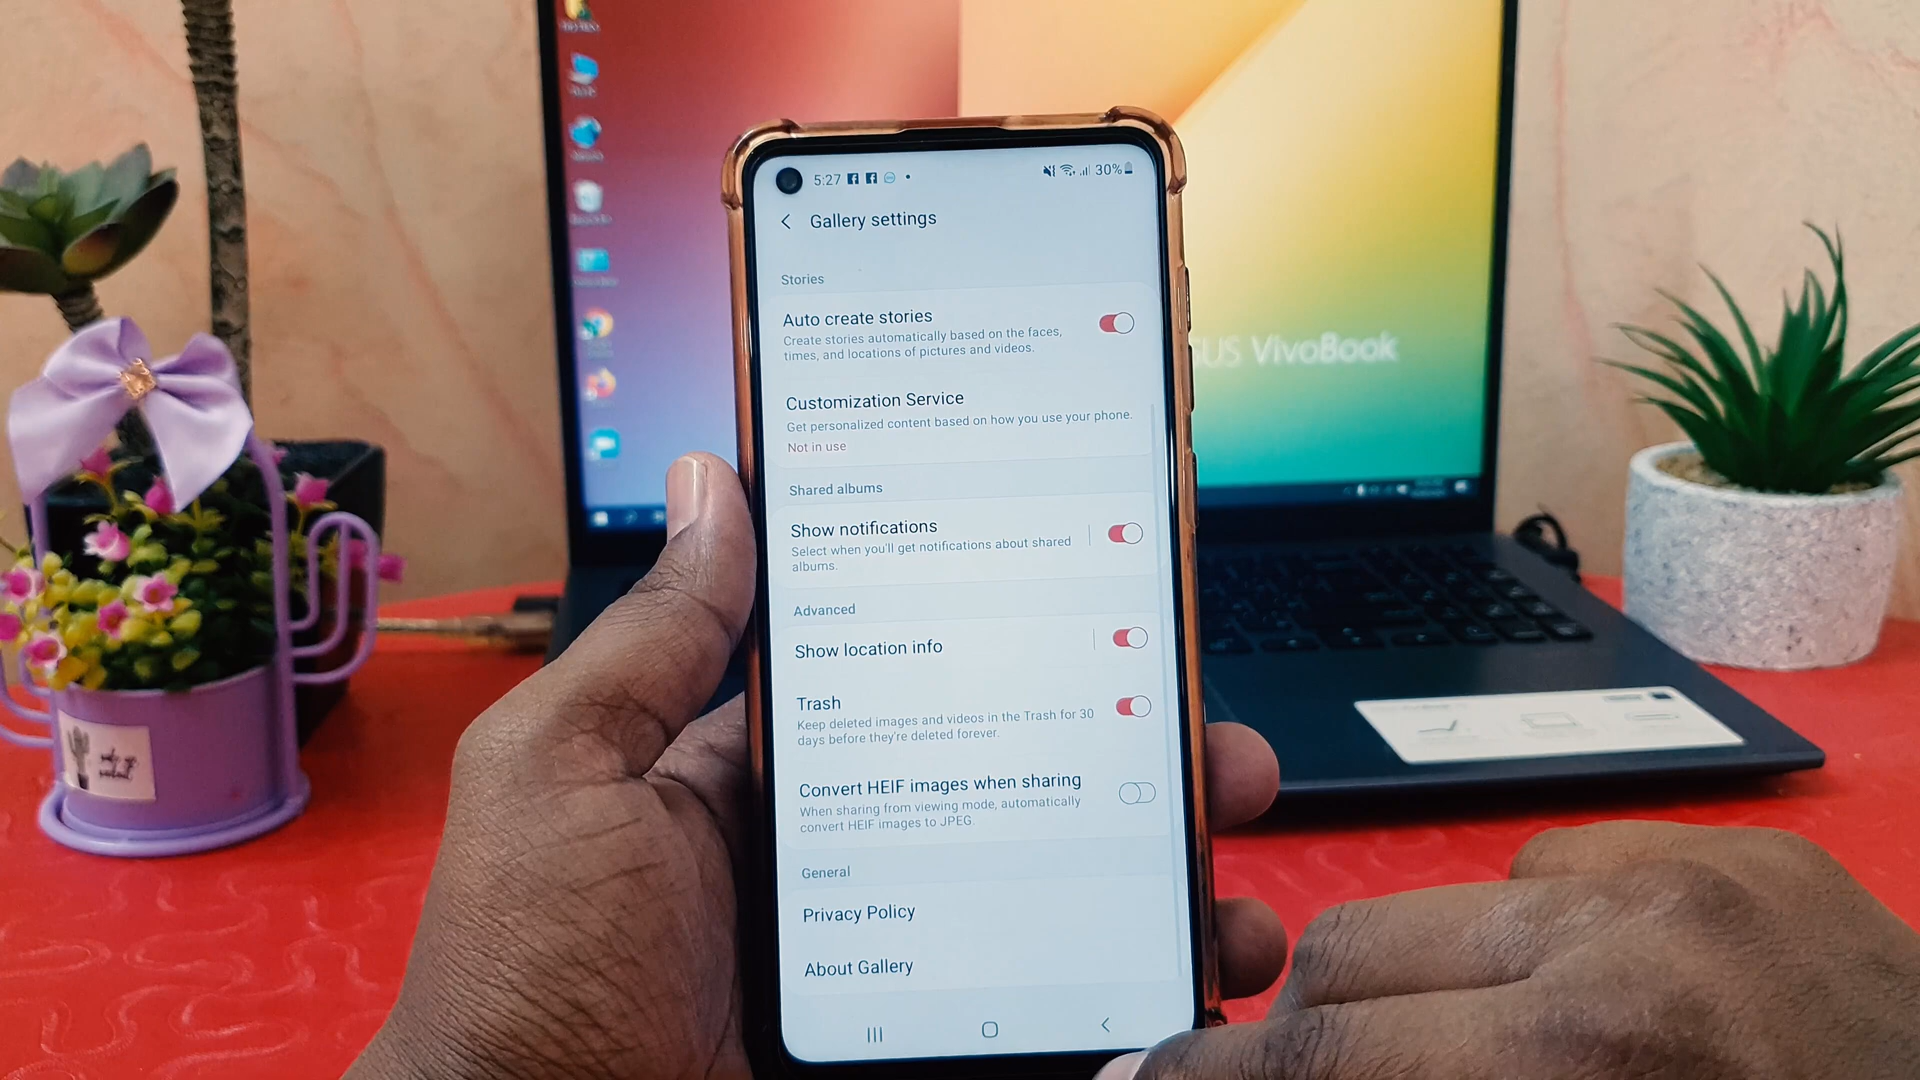 5:27
30%
Gallery settings
Stories
Auto create stories
Create stories automatically based on the faces,
times, and locations of pictures and videos.
Customization Service
Get personalized content based on how you use your phone.
Not in use
Shared albums
Show notifications
Select when you'll get notifications about shared
albums.
Advanced
Show location info
Trash
Keep deleted images and videos in the Trash for 30
days before they're deleted forever.
Convert HEIF images when sharing
When sharing from viewing mode, automatically
convert HEIF images to JPEG.
General
Privacy Policy
About Gallery
SUS VivoBook